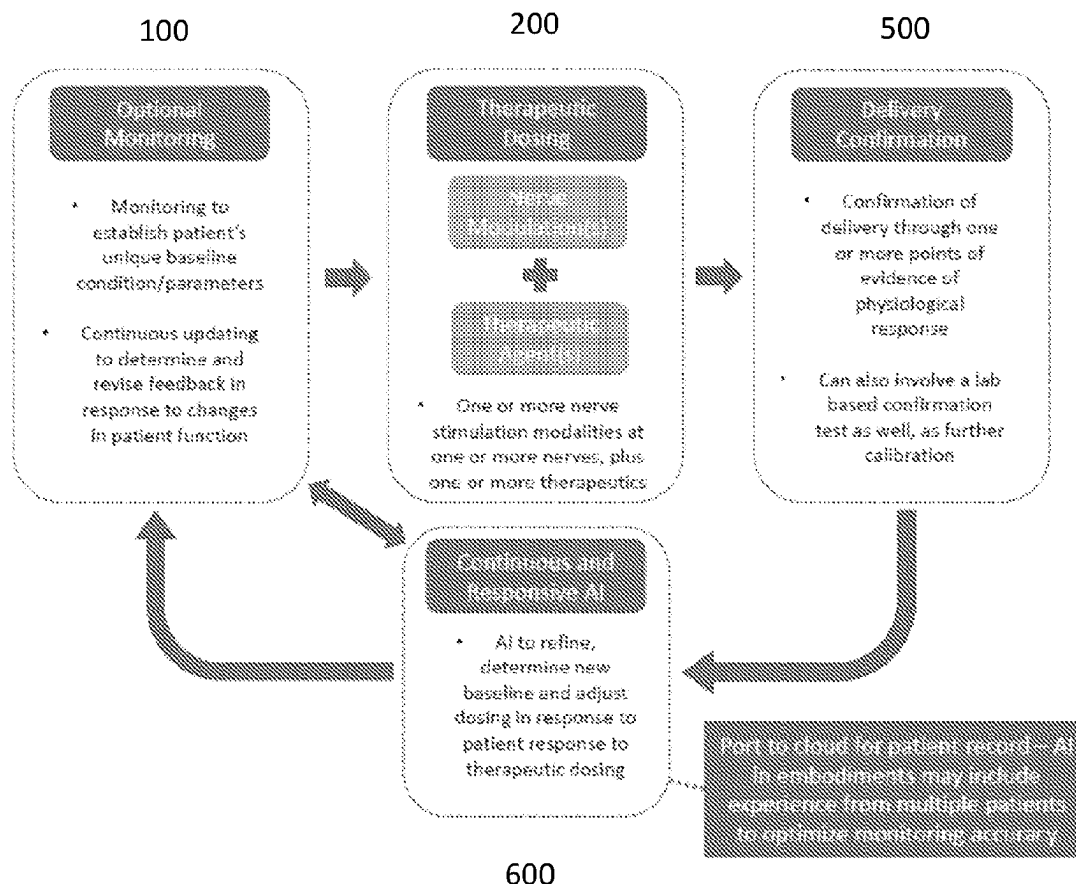 100
200
500
Optional
Monitoring
• Monitoring to
establish patient's
unique baseline
condition/parameters
• Continuous updating
to determine and
revise feedback in
response to changes
in patient function
Therapeutic
Dosing
Nerve
+
Therapeutic
• One or more nerve
stimulation modalities at
one or more nerves, plus
one or more therapeutics
Delivery
Confirmation
• Confirmation of
delivery through one
or more points of
evidence of
physiological
response
• Can also involve a lab
based confirmation
test as well, as further
calibration
Continuous and
Responsive AI
• AI to refine,
determine new
baseline and adjust
dosing in response to
patient response to
therapeutic dosing
Port to cloud for patient record – AI
in embodiments may include
experience from multiple patients
to optimize monitoring accuracy
600